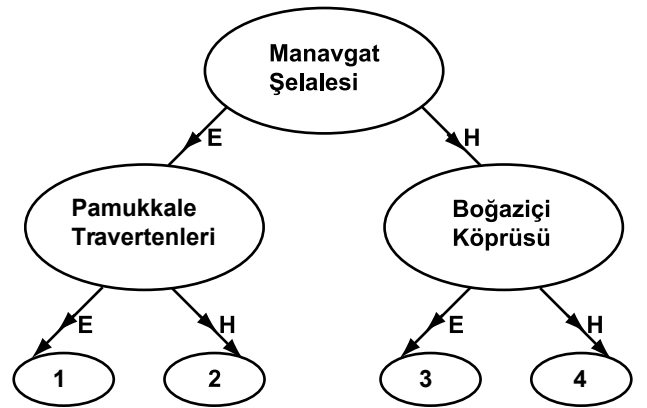 Manavgat
Şelalesi
E
H
Pamukkale
Travertenleri
Boğaziçi
Köprüsü
E
H
E
H
1
2
3
4